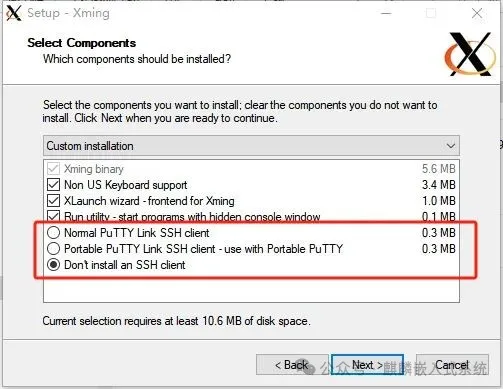 Setup - Xming
Select Components
Which components should be installed?
Select the components you want to install; clear the components you do not want to
install. Click Next when you are ready to continue.
Custom installation
Xming binary 5.6 MB
Non US Keyboard support 3.4 MB
XLaunch wizard - frontend for Xming 1.0 MB
Run utility - start programs with hidden console window 0.1 MB
Normal PuTTY Link SSH client 0.3 MB
Portable PuTTY Link SSH client - use with Portable PuTTY 0.3 MB
Don't install an SSH client
Current selection requires at least 10.6 MB of disk space.
< Back Next > Cancel
公众号 · 麒麟嵌入式系统